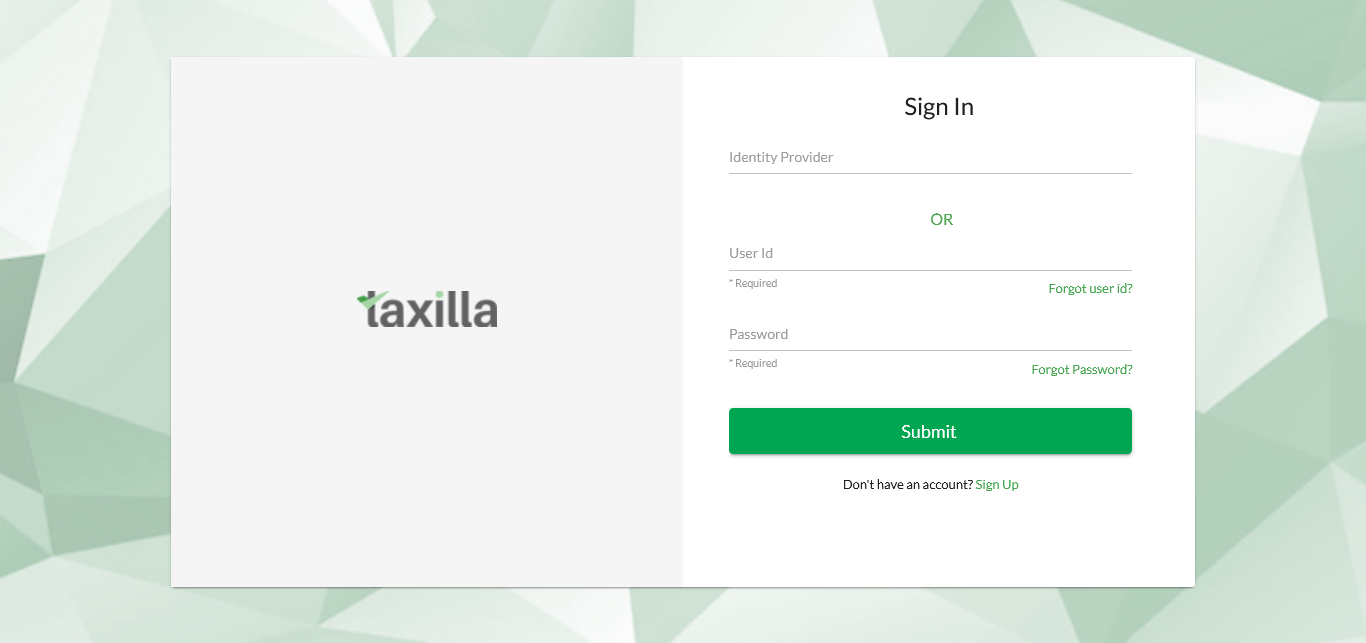 taxilla
Sign In
Identity Provider
OR
User Id
* Required
Forgot user id?
Password
* Required
Forgot Password?
Submit
Don't have an account? Sign Up